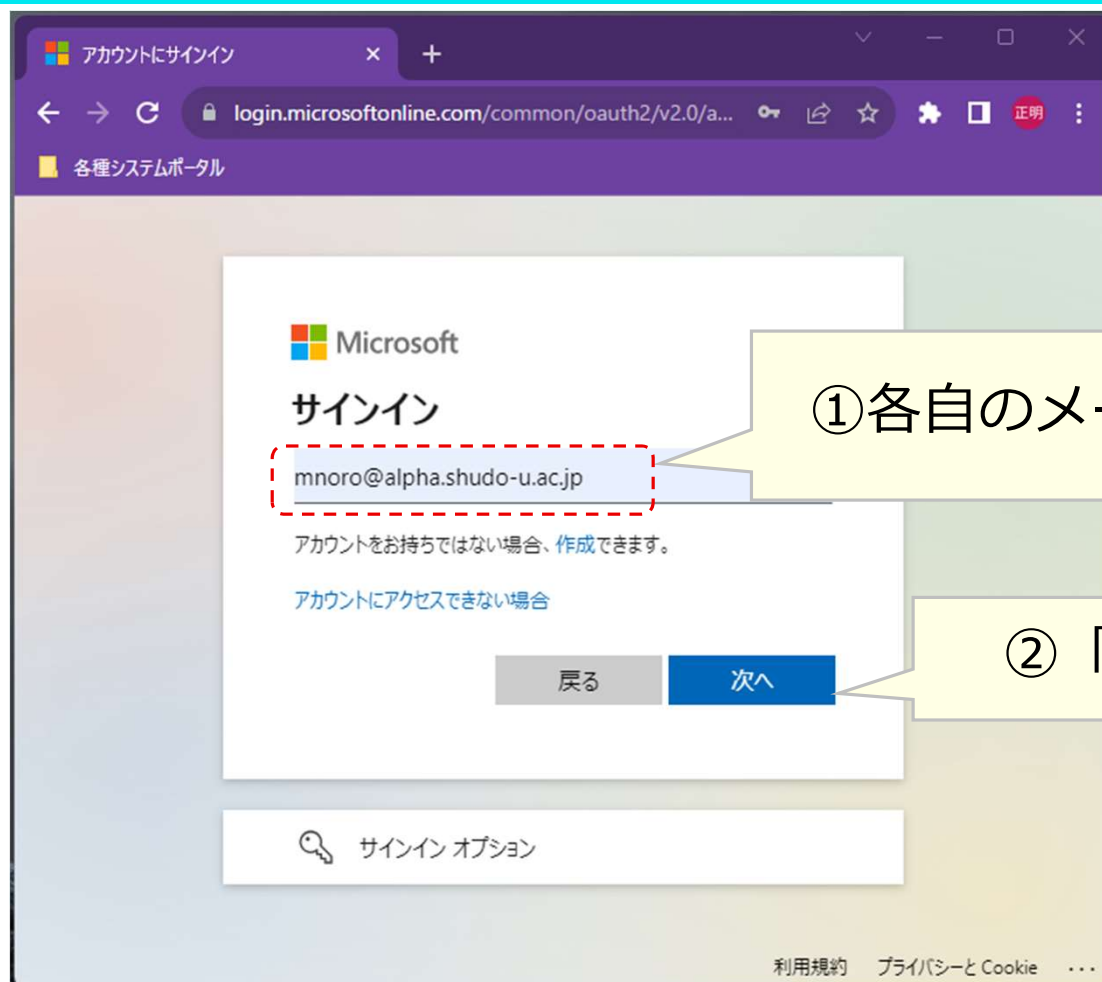 アカウントにサインイン
login.microsoftonline.com/common/oauth2/v2.0/a...
正明
各種システムポータル
Microsoft
サインイン
①各自のメー
mnoro@alpha.shudo-u.ac.jp
アカウントをお持ちではない場合、作成できます。
アカウントにアクセスできない場合
②「
戻る
次へ
サインイン オプション
利用規約 プライバシーと Cookie ...